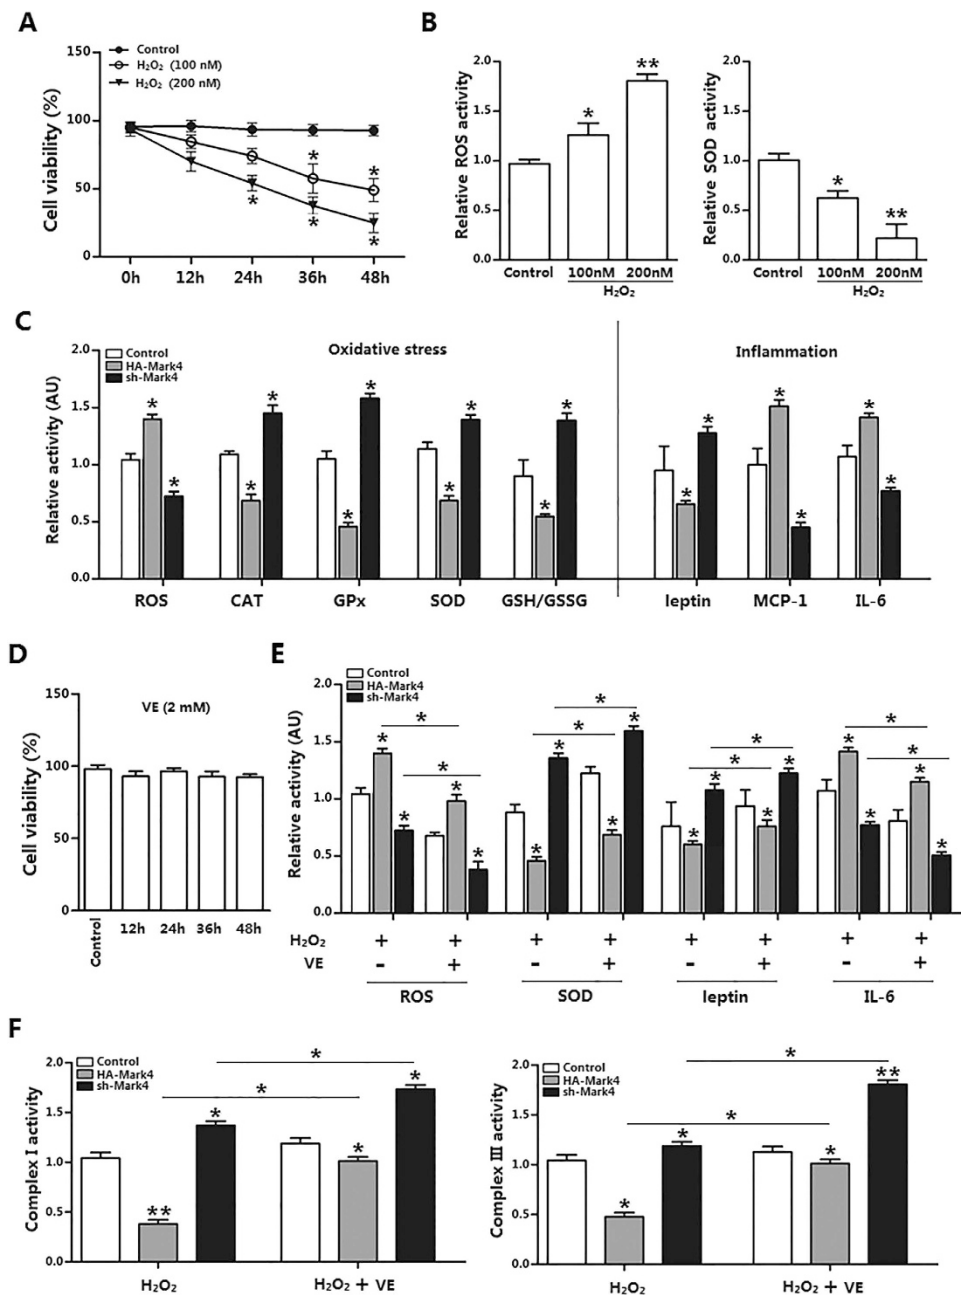 A
Cell viability (%)
150
100
50
0
Control
H₂O₂ (100 nM)
H₂O₂ (200 nM)
*
*
*
*
*
0h 12h 24h 36h 48h
B
Relative ROS activity
2.0
1.5
1.0
0.5
0.0
*
**
Control 100nM 200nM
H₂O₂
Relative SOD activity
2.0
1.5
1.0
0.5
0.0
*
**
Control 100nM 200nM
H₂O₂
C
Relative activity (AU)
2.0
1.5
1.0
0.5
0.0
Control
HA-Mark4
sh-Mark4
Oxidative stress
Inflammation
* * * * * * * * * * * * * * * *
ROS CAT GPx SOD GSH/GSSG leptin MCP-1 IL-6
D
Cell viability (%)
150
100
50
0
VE (2 mM)
Control 12h 24h 36h 48h
E
Relative activity (AU)
2.0
1.5
1.0
0.5
0.0
Control
HA-Mark4
sh-Mark4
* * * * * * * *
* * * * * * * * * * * * * * * *
H₂O₂ + + + + + + + +
VE - + - + - + - +
ROS SOD leptin IL-6
F
Complex I activity
2.0
1.5
1.0
0.5
0.0
Control
HA-Mark4
sh-Mark4
*
*
** * * *
H₂O₂ H₂O₂ + VE
Complex III activity
2.0
1.5
1.0
0.5
0.0
Control
HA-Mark4
sh-Mark4
*
*
* * * **
H₂O₂ H₂O₂ + VE